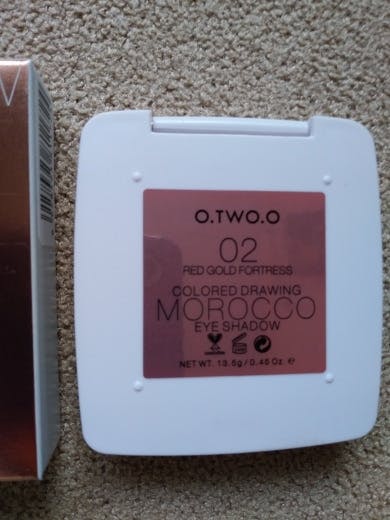 O.TWO.O
02
RED GOLD FORTRESS
COLORED DRAWING
MOROCCO
EYE SHADOW
NET WT. 13.5g / 0.46 Oz. e